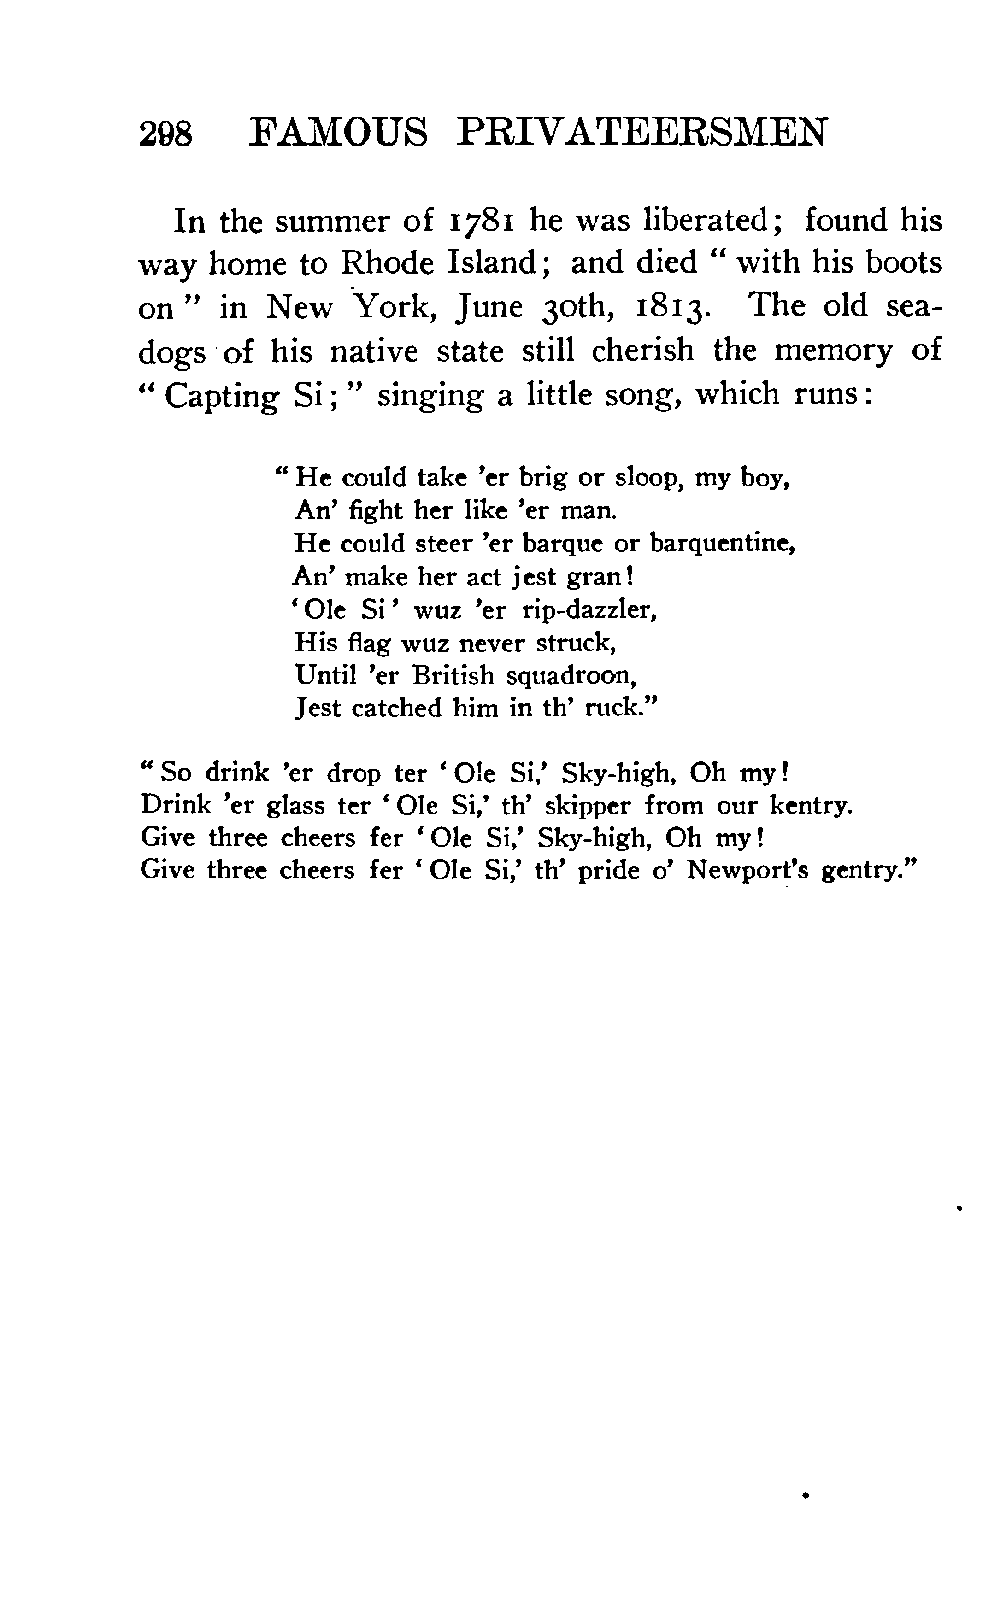 298 FAMOUS PRIVATEERSMEN
In the summer of 1781 he was liberated; found his
way home to Rhode Island; and died “with his boots
on” in New York, June 30th, 1813. The old sea-
dogs of his native state still cherish the memory of
“Capting Si;” singing a little song, which runs:
“He could take 'er brig or sloop, my boy,
An' fight her like 'er man.
He could steer 'er barque or barquentine,
An' make her act jest gran!
‘Ole Si’ wuz 'er rip-dazzler,
His flag wuz never struck,
Until 'er British squadroon,
Jest catched him in th' ruck.”
“So drink 'er drop ter ‘Ole Si,’ Sky-high, Oh my!
Drink 'er glass ter ‘Ole Si,’ th' skipper from our kentry.
Give three cheers fer ‘Ole Si,’ Sky-high, Oh my!
Give three cheers fer ‘Ole Si,’ th' pride o' Newport's gentry.”